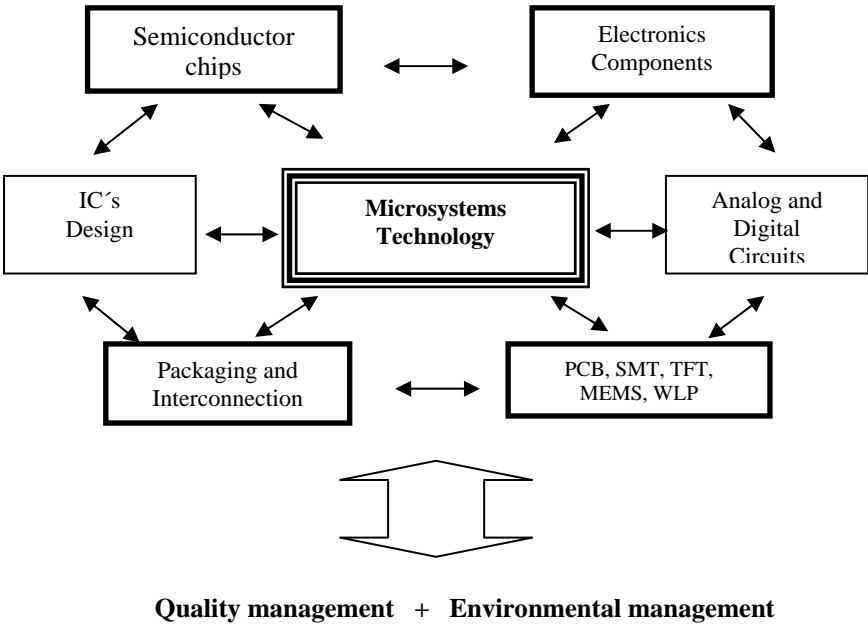 Semiconductor
chips
Electronics
Components
IC´s
Design
Microsystems
Technology
Analog and
Digital
Circuits
Packaging and
Interconnection
PCB, SMT, TFT,
MEMS, WLP
Quality management + Environmental management